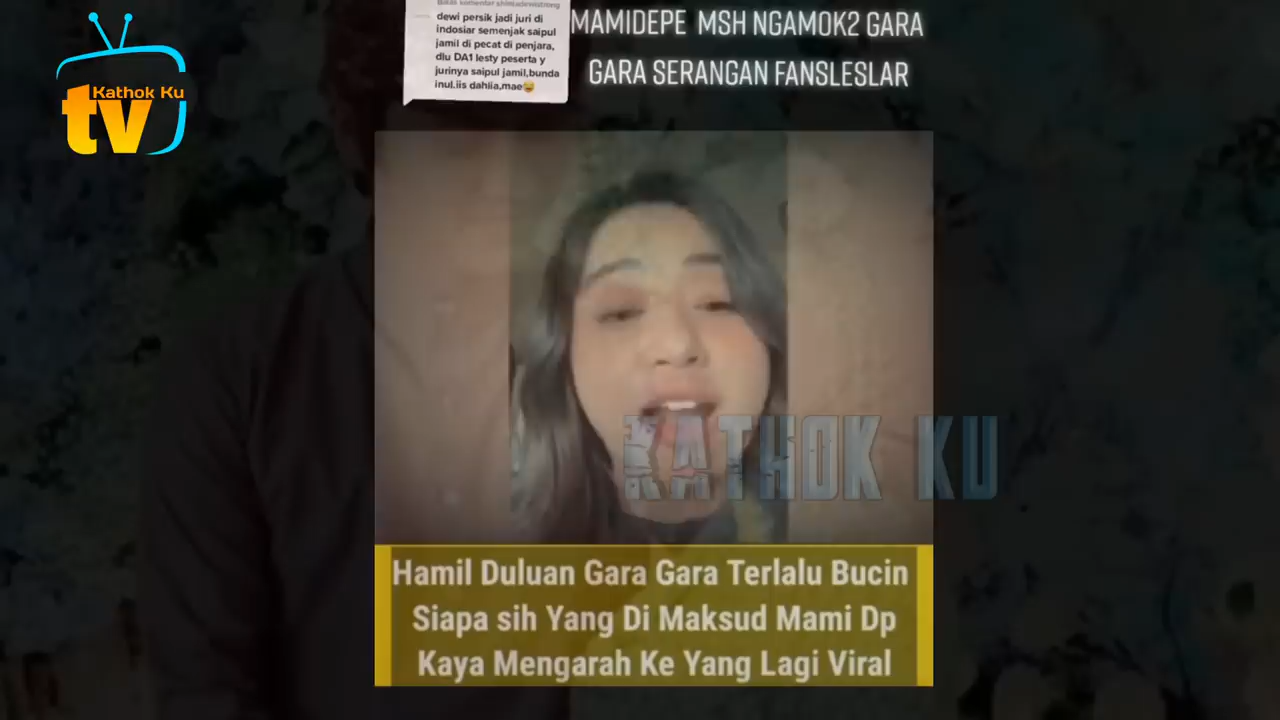 dewi persik jadi juri di
indosiar semenjak saipul
jamil di pecat di penjara,
dlu DA1 lesty peserta y
jurinya saipul jamil,bunda
inul,iis dahlia,mae😅
MAMIDEPE MSH NGAMOK2 GARA
GARA SERANGAN FANSLESLAR
Kathok Ku
tv
KATHOK KU
Hamil Duluan Gara Gara Terlalu Bucin
Siapa sih Yang Di Maksud Mami Dp
Kaya Mengarah Ke Yang Lagi Viral